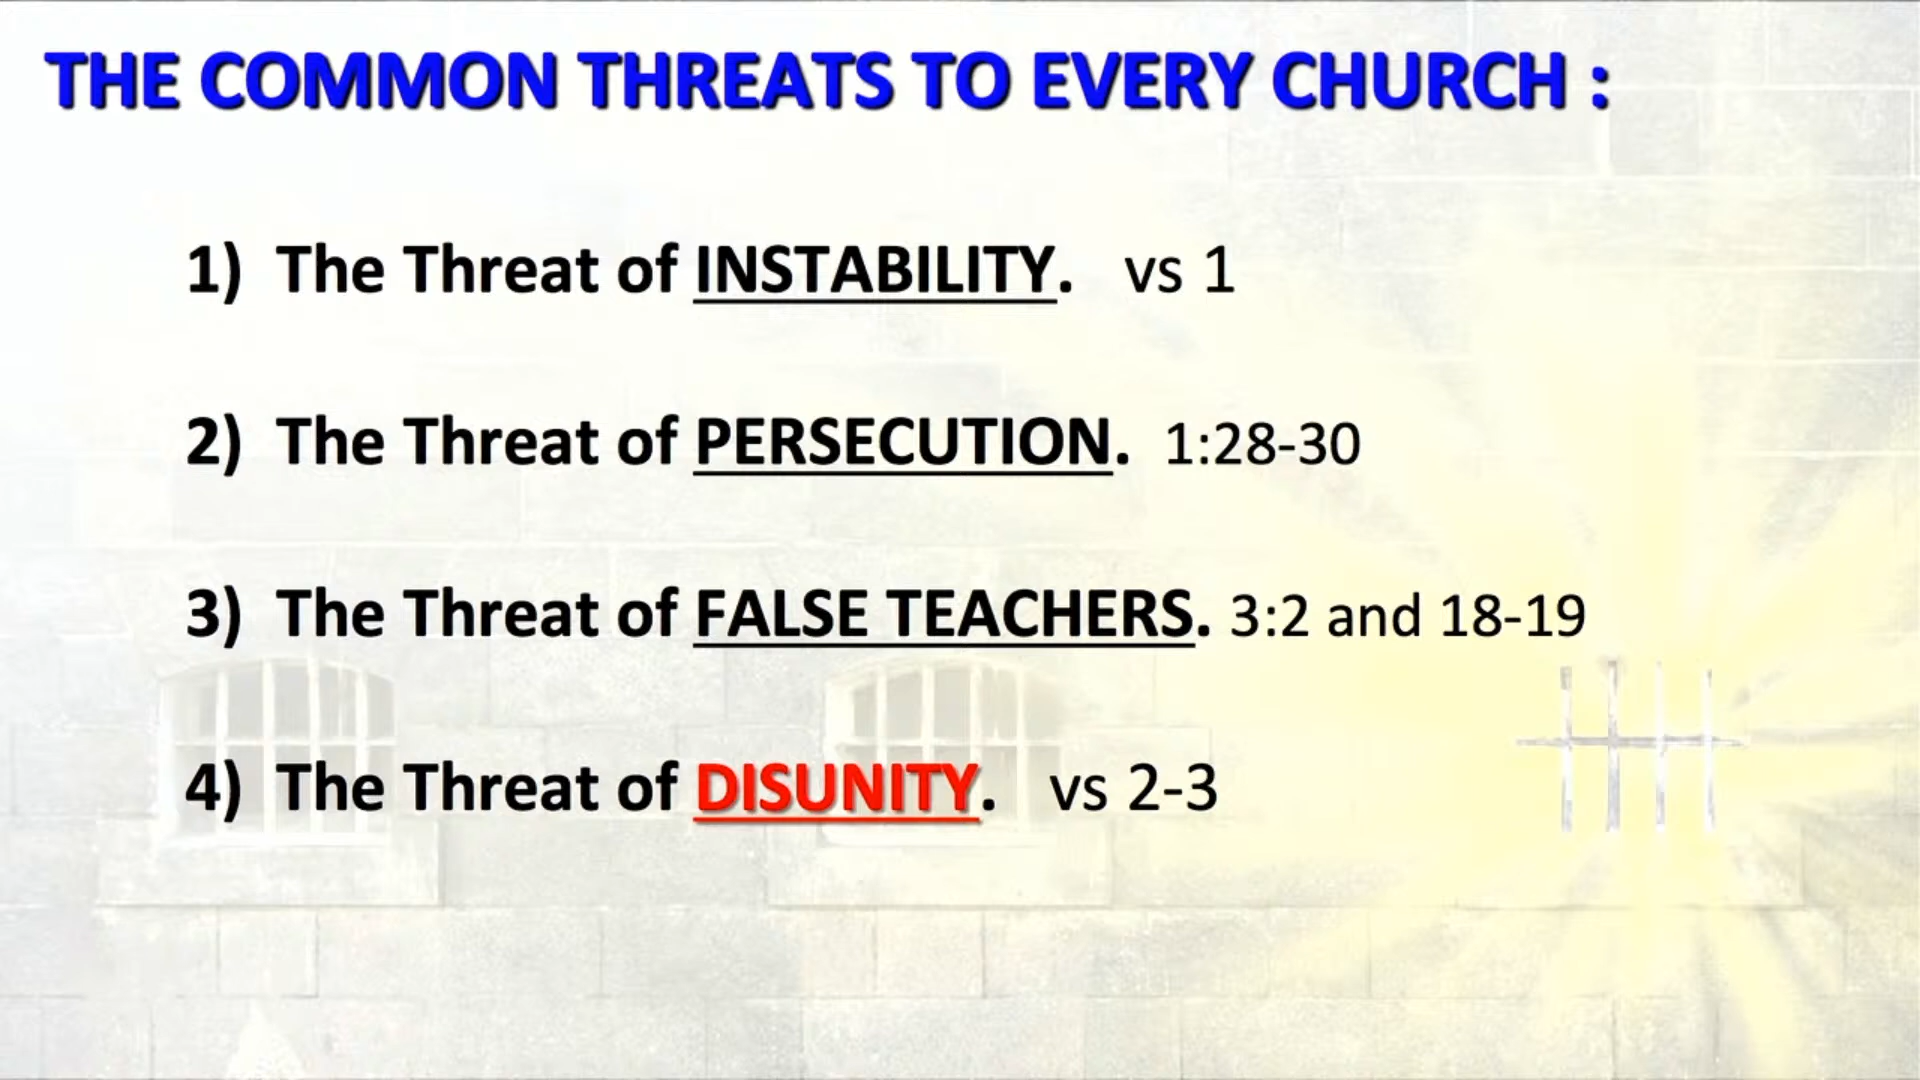 THE COMMON THREATS TO EVERY CHURCH :
1) The Threat of INSTABILITY. vs 1
2) The Threat of PERSECUTION. 1:28-30
3) The Threat of FALSE TEACHERS. 3:2 and 18-19
4) The Threat of DISUNITY. vs 2-3